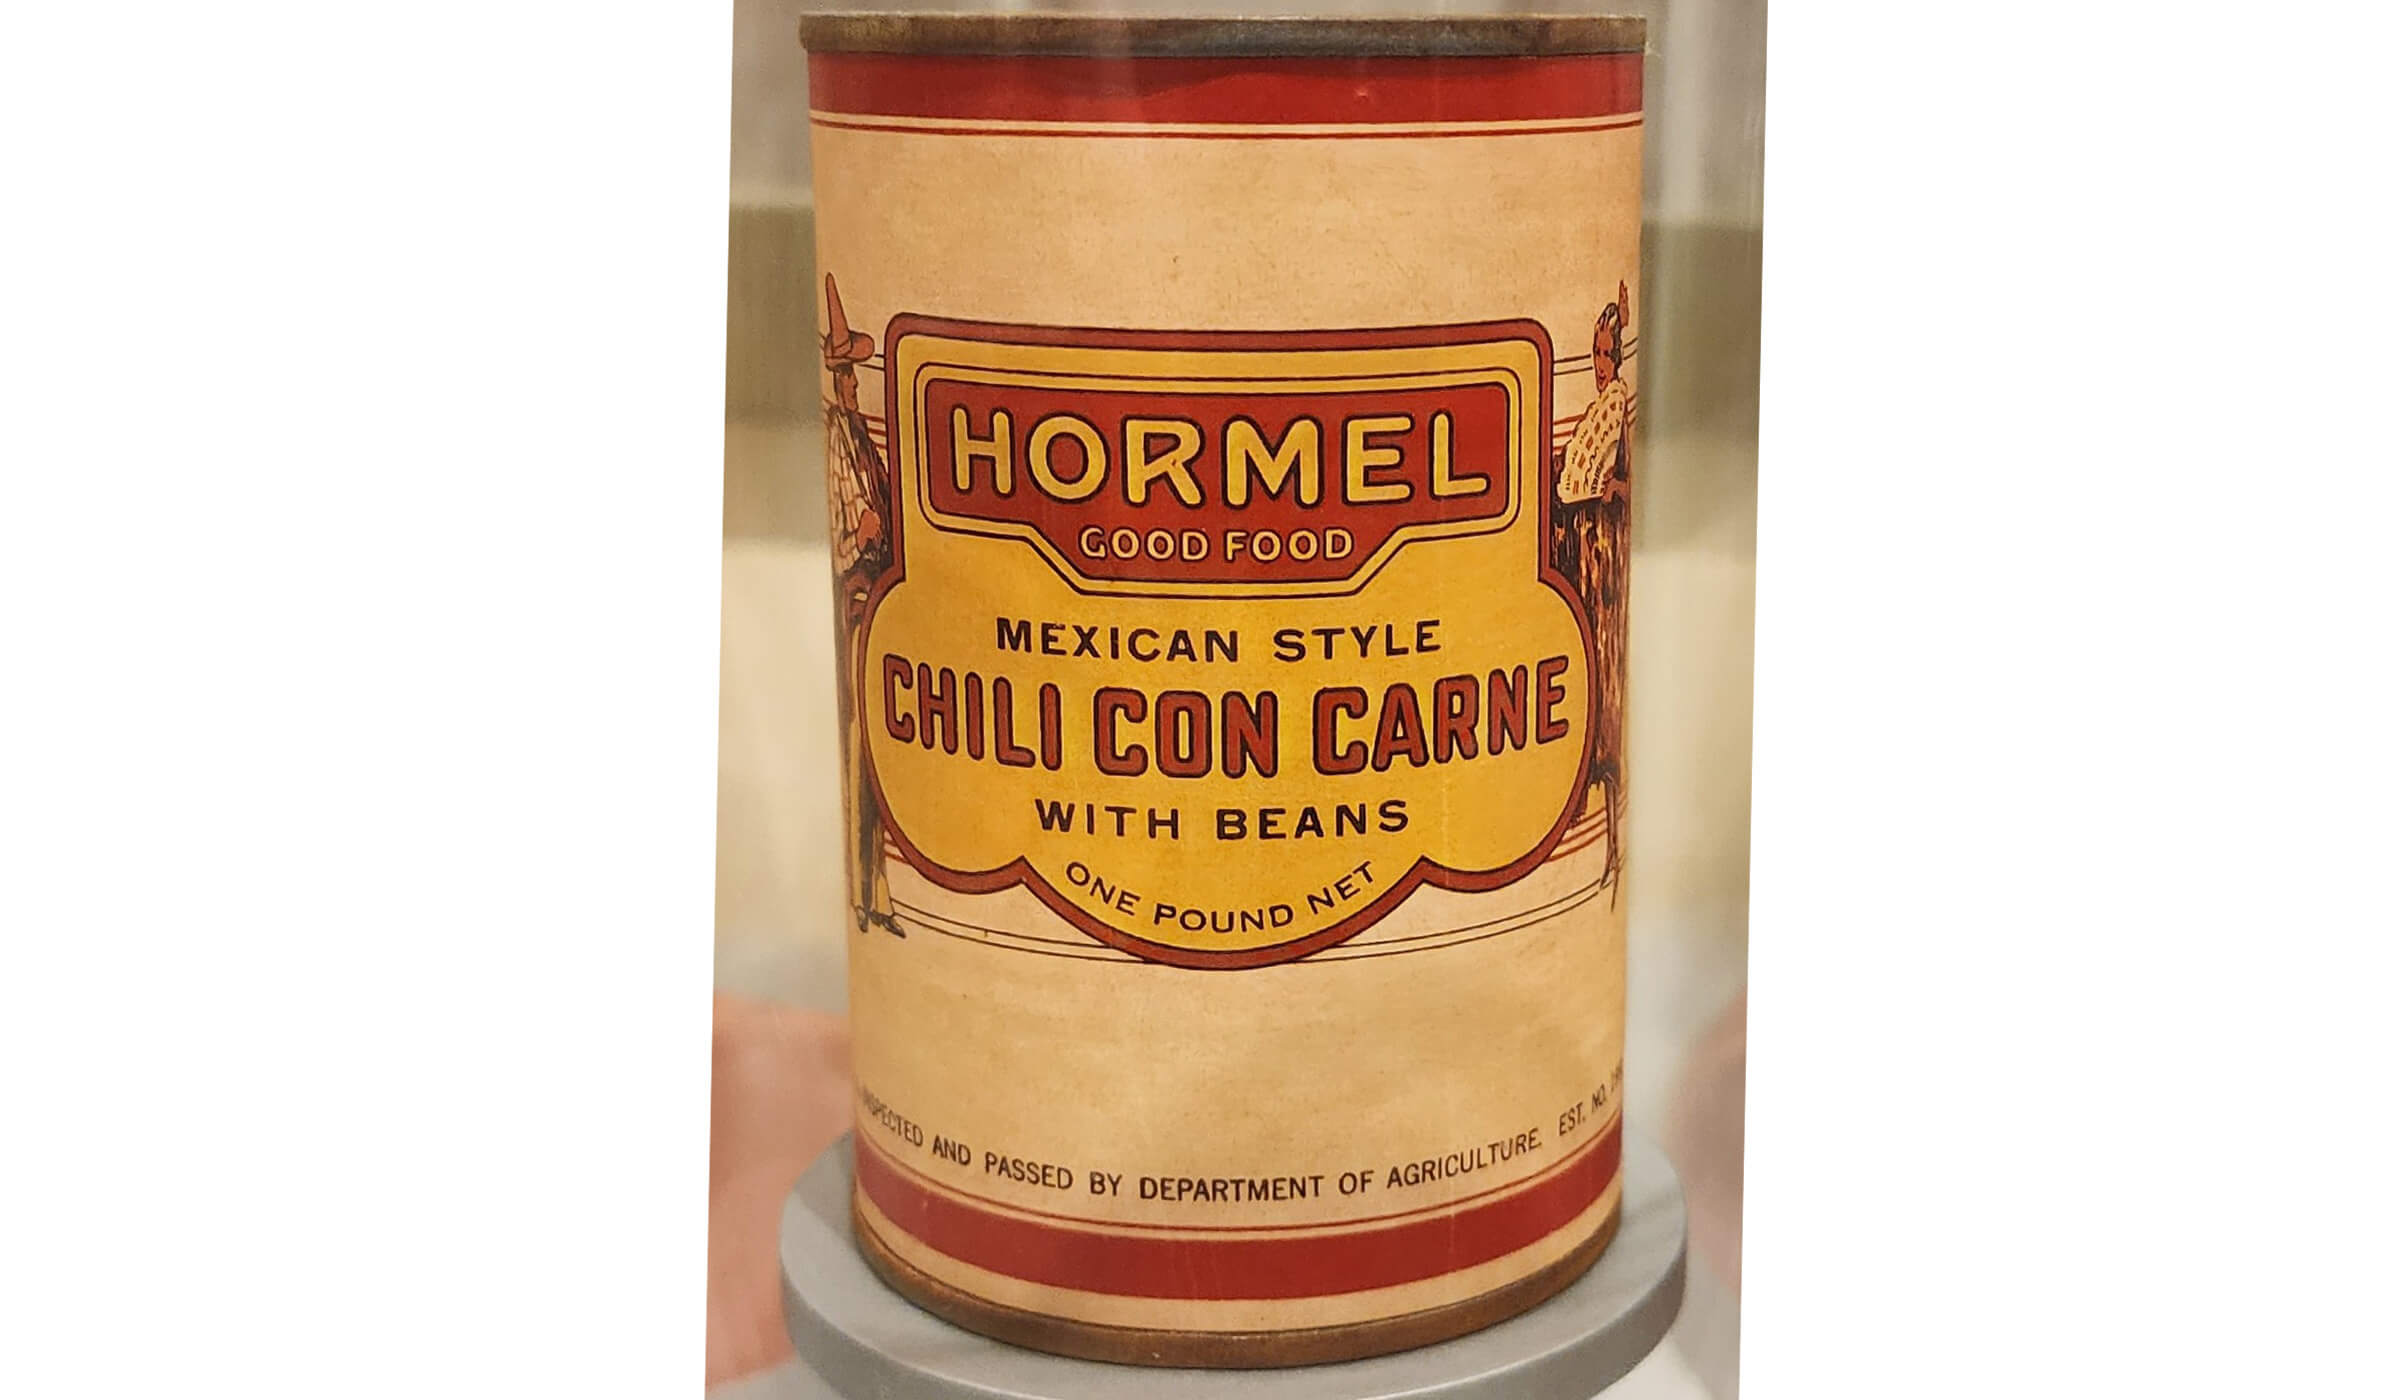 HORMEL
GOOD FOOD
MEXICAN STYLE
CHILI CON CARNE
WITH BEANS
ONE POUND NET
INSPECTED AND PASSED BY DEPARTMENT OF AGRICULTURE. EST. NO.